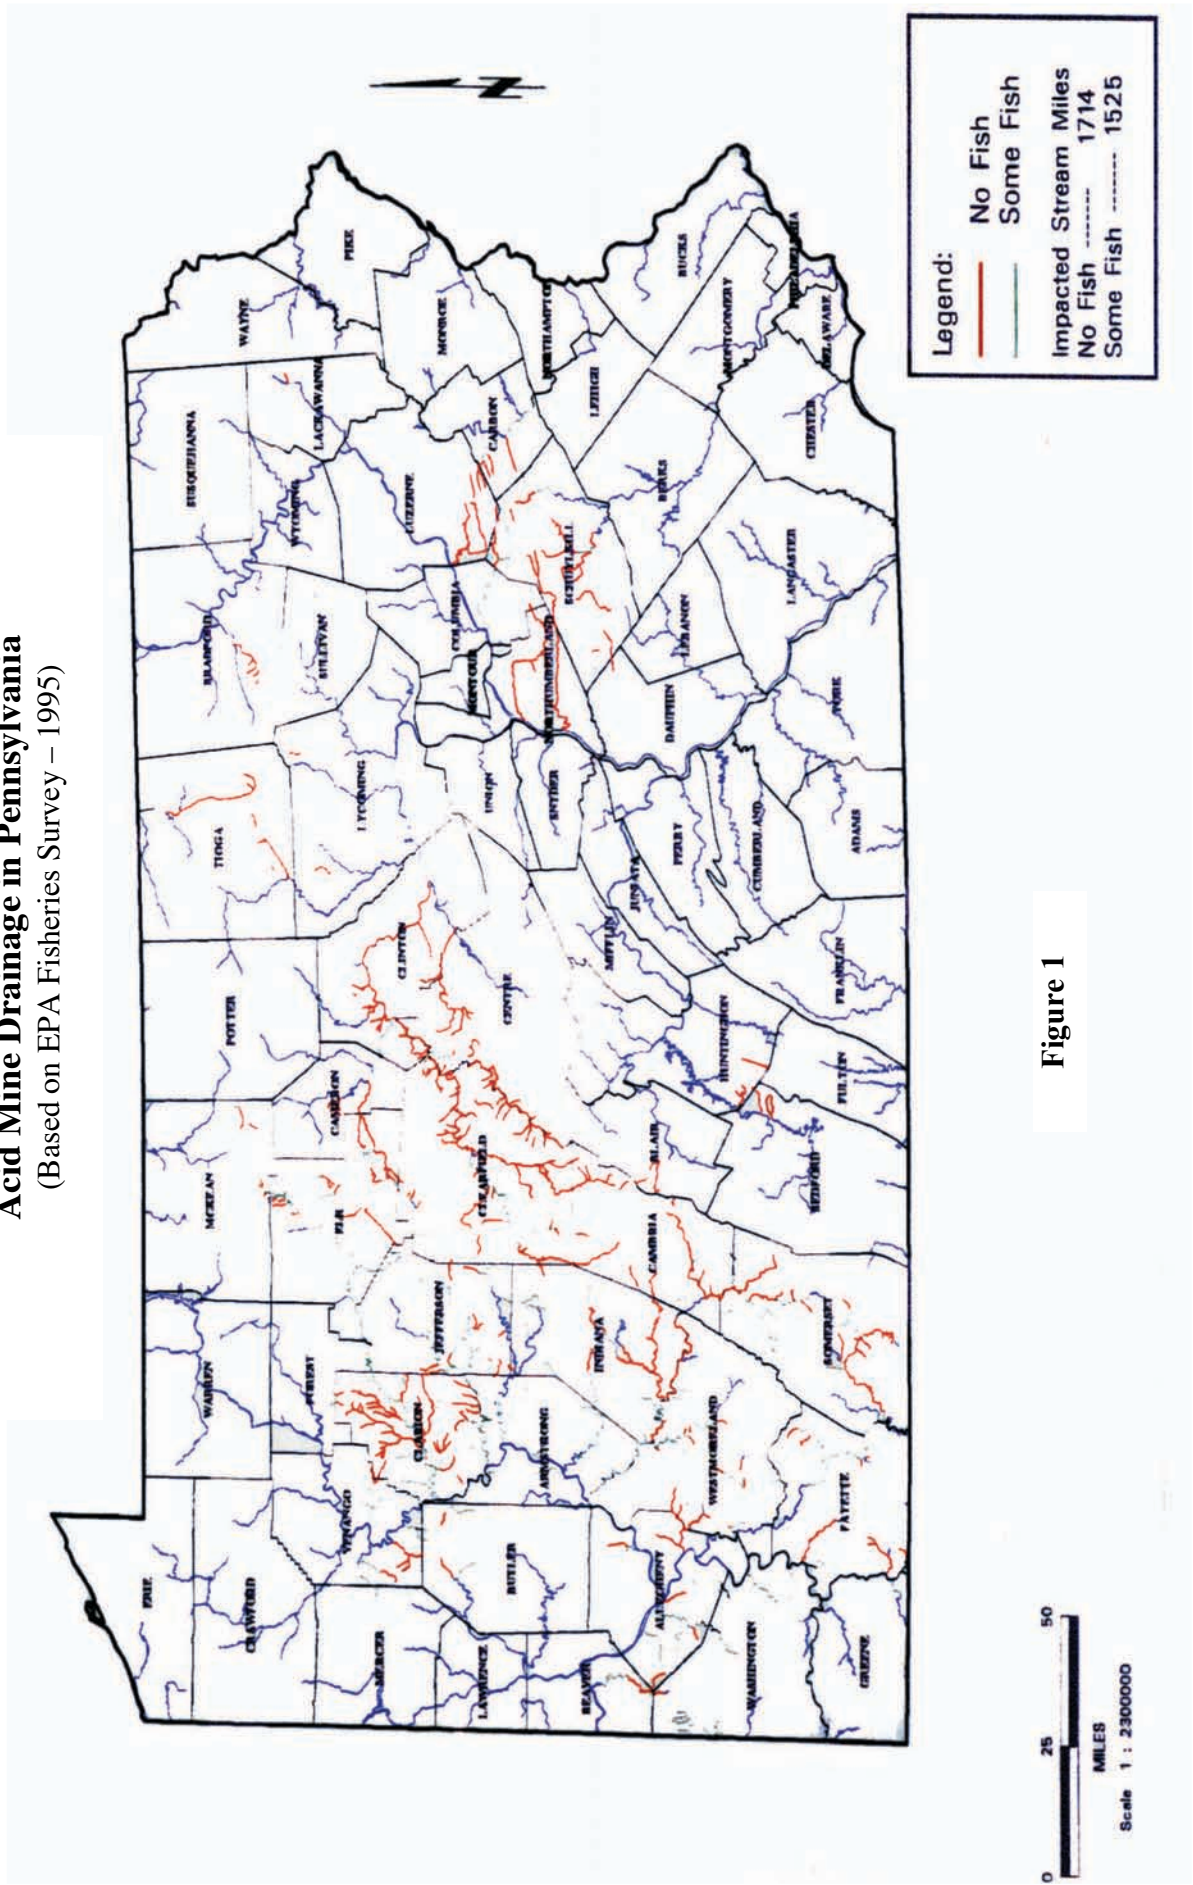 Acid Mine Drainage in Pennsylvania
(Based on EPA Fisheries Survey – 1995)
ERIE
CRAWFORD
WARREN
MCKEAN
POTTER
TIOGA
BRADFORD
SUSQUEHANNA
WAYNE
MERCER
VENANGO
FOREST
ELK
CAMERON
CLINTON
LYCOMING
SULLIVAN
WYOMING
LACKAWANNA
PIKE
LAWRENCE
BUTLER
CLARION
JEFFERSON
CLEARFIELD
CENTRE
UNION
MONTOUR
COLUMBIA
LUZERNE
MONROE
BEAVER
ARMSTRONG
INDIANA
SNYDER
NORTHUMBERLAND
SCHUYLKILL
CARBON
NORTHAMPTON
LEHIGH
ALLEGHENY
WESTMORELAND
CAMBRIA
BLAIR
HUNTINGDON
MIFFLIN
JUNIATA
PERRY
DAUPHIN
LEBANON
BERKS
BUCKS
MONTGOMERY
PHILADELPHIA
WASHINGTON
GREENE
FAYETTE
SOMERSET
BEDFORD
FULTON
FRANKLIN
CUMBERLAND
ADAMS
YORK
LANCASTER
CHESTER
DELAWARE
N
0 25 50
MILES
Scale 1 : 2300000
Figure 1
Legend:
No Fish
Some Fish
Impacted Stream Miles
No Fish ------- 1714
Some Fish ------- 1525